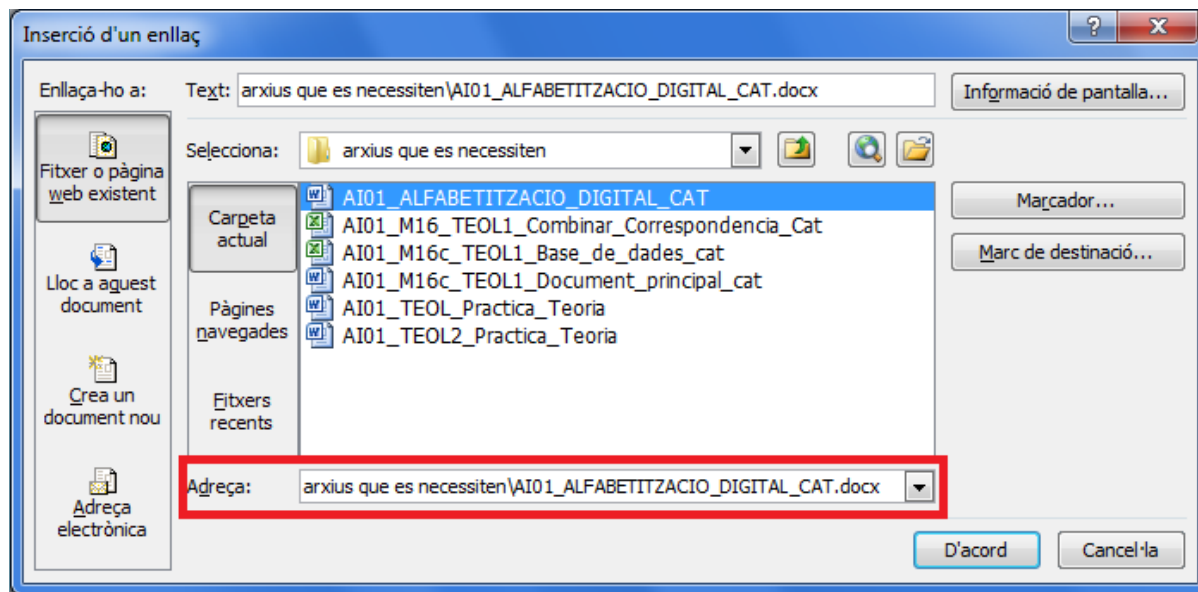 Inserció d'un enllaç
Enllaça-ho a:
Text: arxius que es necessiten\AI01_ALFABETITZACIO_DIGITAL_CAT.docx
Informació de pantalla...
Fitxer o pàgina
web existent
Selecciona: arxius que es necessiten
Carpeta
actual
AI01_ALFABETITZACIO_DIGITAL_CAT
AI01_M16_TEOL1_Combinar_Correspondencia_Cat
AI01_M16c_TEOL1_Base_de_dades_cat
AI01_M16c_TEOL1_Document_principal_cat
AI01_TEOL_Practica_Teoria
AI01_TEOL2_Practica_Teoria
Marcador...
Marc de destinació...
Lloc a aquest
document
Pàgines
navegades
Crea un
document nou
Fitxers
recents
Adreça: arxius que es necessiten\AI01_ALFABETITZACIO_DIGITAL_CAT.docx
Adreça
electrònica
D'acord
Cancel·la